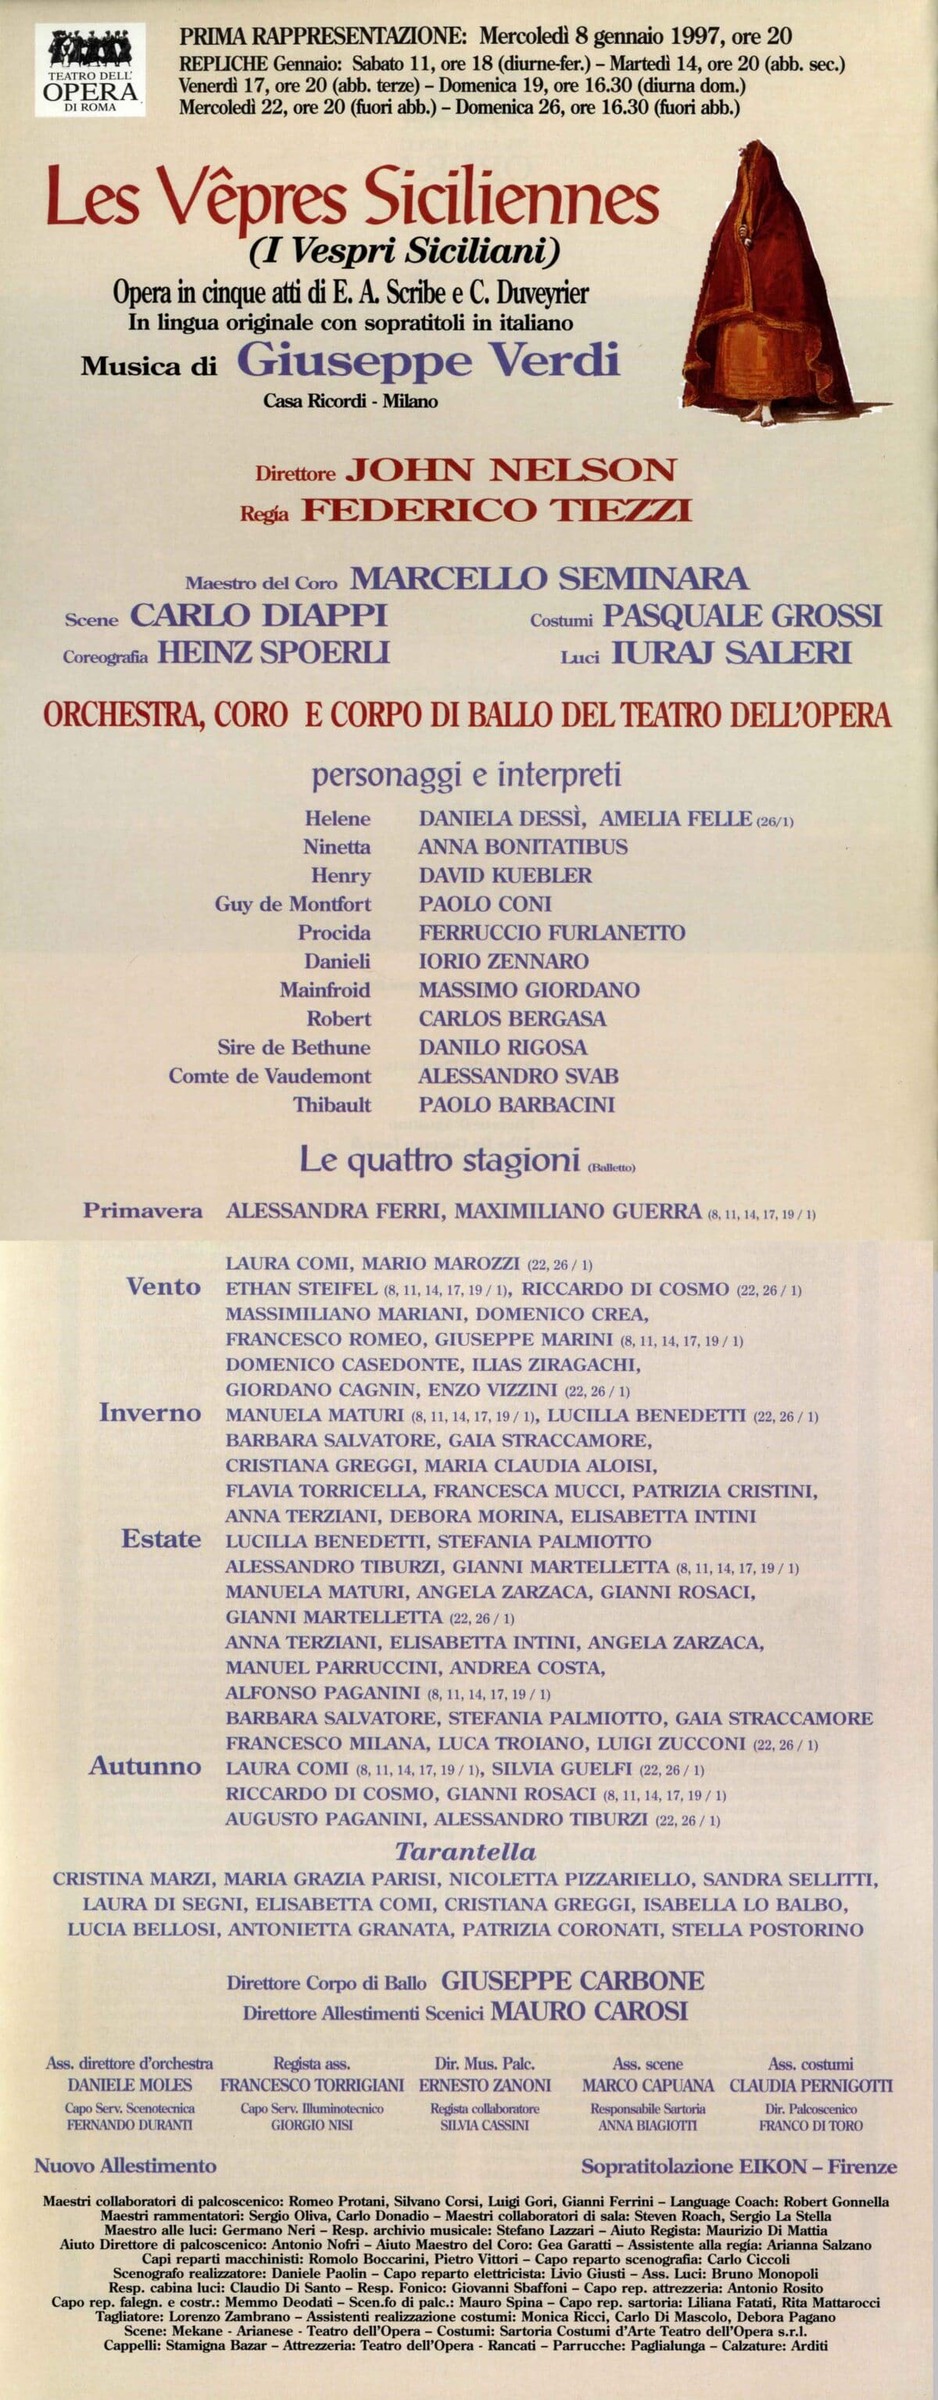 TEATRO DELL'
OPERA
DI ROMA
PRIMA RAPPRESENTAZIONE: Mercoledì 8 gennaio 1997, ore 20
REPLICHE Gennaio: Sabato 11, ore 18 (diurne-fer.) – Martedì 14, ore 20 (abb. sec.)
Venerdì 17, ore 20 (abb. terze) – Domenica 19, ore 16.30 (diurna dom.)
Mercoledì 22, ore 20 (fuori abb.) – Domenica 26, ore 16.30 (fuori abb.)
Les Vêpres Siciliennes
(I Vespri Siciliani)
Opera in cinque atti di E. A. Scribe e C. Duveyrier
In lingua originale con sopratitoli in italiano
Musica di Giuseppe Verdi
Casa Ricordi - Milano
Direttore JOHN NELSON
Regía FEDERICO TIEZZI
Maestro del Coro MARCELLO SEMINARA
Scene CARLO DIAPPI Costumi PASQUALE GROSSI
Coreografia HEINZ SPOERLI Luci IURAJ SALERI
ORCHESTRA, CORO E CORPO DI BALLO DEL TEATRO DELL'OPERA
personaggi e interpreti
Helene DANIELA DESSÌ, AMELIA FELLE (26/1)
Ninetta ANNA BONITATIBUS
Henry DAVID KUEBLER
Guy de Montfort PAOLO CONI
Procida FERRUCCIO FURLANETTO
Danieli IORIO ZENNARO
Mainfroid MASSIMO GIORDANO
Robert CARLOS BERGASA
Sire de Bethune DANILO RIGOSA
Comte de Vaudemont ALESSANDRO SVAB
Thibault PAOLO BARBACINI
Le quattro stagioni (Balletto)
Primavera ALESSANDRA FERRI, MAXIMILIANO GUERRA (8, 11, 14, 17, 19 / 1)
LAURA COMI, MARIO MAROZZI (22, 26 / 1)
Vento ETHAN STEIFEL (8, 11, 14, 17, 19 / 1), RICCARDO DI COSMO (22, 26 / 1)
MASSIMILIANO MARIANI, DOMENICO CREA,
FRANCESCO ROMEO, GIUSEPPE MARINI (8, 11, 14, 17, 19 / 1)
DOMENICO CASEDONTE, ILIAS ZIRAGACHI,
GIORDANO CAGNIN, ENZO VIZZINI (22, 26 / 1)
Inverno MANUELA MATURI (8, 11, 14, 17, 19 / 1), LUCILLA BENEDETTI (22, 26 / 1)
BARBARA SALVATORE, GAIA STRACCAMORE,
CRISTIANA GREGGI, MARIA CLAUDIA ALOISI,
FLAVIA TORRICELLA, FRANCESCA MUCCI, PATRIZIA CRISTINI,
ANNA TERZIANI, DEBORA MORINA, ELISABETTA INTINI
Estate LUCILLA BENEDETTI, STEFANIA PALMIOTTO
ALESSANDRO TIBURZI, GIANNI MARTELLETTA (8, 11, 14, 17, 19 / 1)
MANUELA MATURI, ANGELA ZARZACA, GIANNI ROSACI,
GIANNI MARTELLETTA (22, 26 / 1)
ANNA TERZIANI, ELISABETTA INTINI, ANGELA ZARZACA,
MANUEL PARRUCCINI, ANDREA COSTA,
ALFONSO PAGANINI (8, 11, 14, 17, 19 / 1)
BARBARA SALVATORE, STEFANIA PALMIOTTO, GAIA STRACCAMORE
FRANCESCO MILANA, LUCA TROIANO, LUIGI ZUCCONI (22, 26 / 1)
Autunno LAURA COMI (8, 11, 14, 17, 19 / 1), SILVIA GUELFI (22, 26 / 1)
RICCARDO DI COSMO, GIANNI ROSACI (8, 11, 14, 17, 19 / 1)
AUGUSTO PAGANINI, ALESSANDRO TIBURZI (22, 26 / 1)
Tarantella
CRISTINA MARZI, MARIA GRAZIA PARISI, NICOLETTA PIZZARIELLO, SANDRA SELLITTI,
LAURA DI SEGNI, ELISABETTA COMI, CRISTIANA GREGGI, ISABELLA LO BALBO,
LUCIA BELLOSI, ANTONIETTA GRANATA, PATRIZIA CORONATI, STELLA POSTORINO
Direttore Corpo di Ballo GIUSEPPE CARBONE
Direttore Allestimenti Scenici MAURO CAROSI
Ass. direttore d'orchestra Regista ass. Dir. Mus. Palc. Ass. scene Ass. costumi
DANIELE MOLES FRANCESCO TORRIGIANI ERNESTO ZANONI MARCO CAPUANA CLAUDIA PERNIGOTTI
Capo Serv. Scenotecnica Capo Serv. Illuminotecnico Regista collaboratore Responsabile Sartoria Dir. Palcoscenico
FERNANDO DURANTI GIORGIO NISI SILVIA CASSINI ANNA BIAGIOTTI FRANCO DI TORO
Nuovo Allestimento Sopratitolazione EIKON – Firenze
Maestri collaboratori di palcoscenico: Romeo Protani, Silvano Corsi, Luigi Gori, Gianni Ferrini – Language Coach: Robert Gonnella
Maestri rammentatori: Sergio Oliva, Carlo Donadio – Maestri collaboratori di sala: Steven Roach, Sergio La Stella
Maestro alle luci: Germano Neri – Resp. archivio musicale: Stefano Lazzari – Aiuto Regista: Maurizio Di Mattia
Aiuto Direttore di palcoscenico: Antonio Nofri – Aiuto Maestro del Coro: Gea Garatti – Assistente alla regia: Arianna Salzano
Capi reparti macchinisti: Romolo Boccarini, Pietro Vittori – Capo reparto scenografia: Carlo Ciccoli
Scenografo realizzatore: Daniele Paolin – Capo reparto elettricista: Livio Giusti – Ass. Luci: Bruno Monopoli
Resp. cabina luci: Claudio Di Santo – Resp. Fonico: Giovanni Sbaffoni – Capo rep. attrezzeria: Antonio Rosito
Capo rep. falegn. e costr.: Memmo Deodati – Scen.fo di palc.: Mauro Spina – Capo rep. sartoria: Liliana Fatati, Rita Mattarocci
Tagliatore: Lorenzo Zambrano – Assistenti realizzazione costumi: Monica Ricci, Carlo Di Mascolo, Debora Pagano
Scene: Mekane - Arianese - Teatro dell'Opera – Costumi: Sartoria Costumi d'Arte Teatro dell'Opera s.r.l.
Cappelli: Stamigna Bazar – Attrezzeria: Teatro dell'Opera - Rancati – Parrucche: Paglialunga – Calzature: Arditi